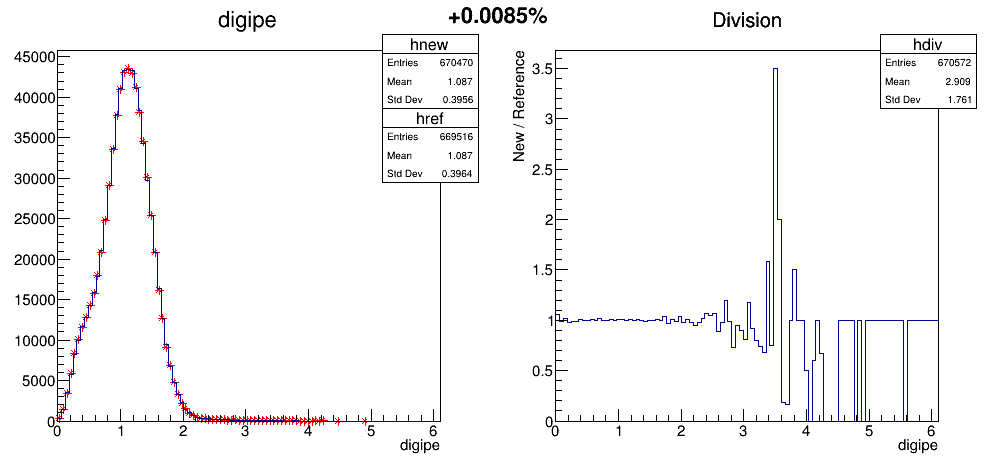 digipe
+0.0085%
Division
hnew
Entries 670470
Mean 1.087
Std Dev 0.3956
href
Entries 669516
Mean 1.087
Std Dev 0.3964
45000
40000
35000
30000
25000
20000
15000
10000
5000
0
0 1 2 3 4 5 6
digipe
hdiv
Entries 670572
Mean 2.909
Std Dev 1.761
New / Reference
3.5
3
2.5
2
1.5
1
0.5
0
0 1 2 3 4 5 6
digipe